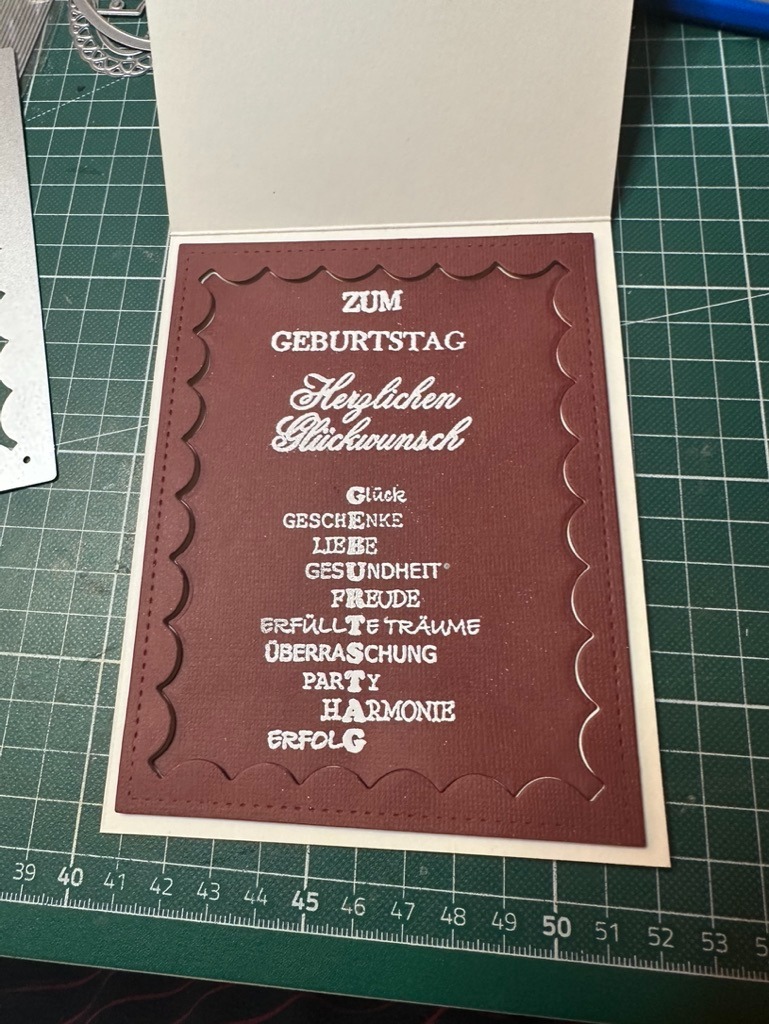 ZUM
GEBURTSTAG
Herzlichen
Glückwunsch
Glück
GESCHENKE
LIEBE
GESUNDHEIT
FREUDE
ERFÜLLTE TRÄUME
ÜBERRASCHUNG
PARTY
HARMONIE
ERFOLG
39 40 41 42 43 44 45 46 47 48 49 50 51 52 53